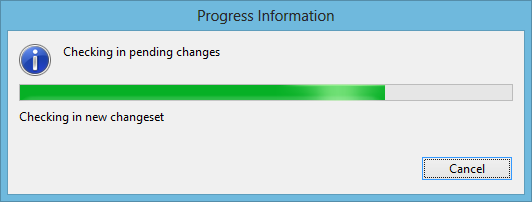 Progress Information
Checking in pending changes
Checking in new changeset
Cancel